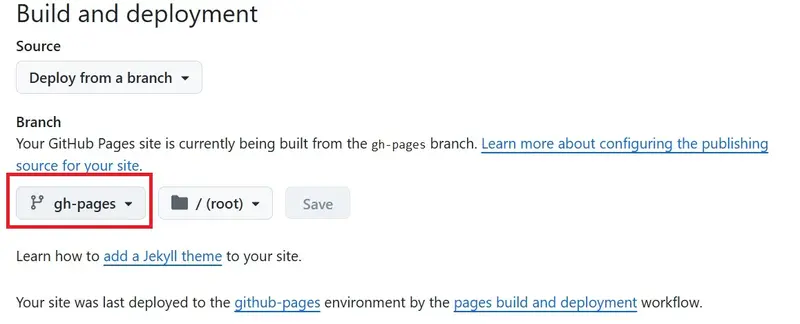 Build and deployment
Source
Deploy from a branch
Branch
Your GitHub Pages site is currently being built from the gh-pages branch. Learn more about configuring the publishing
source for your site.
gh-pages / (root) Save
Learn how to add a Jekyll theme to your site.
Your site was last deployed to the github-pages environment by the pages build and deployment workflow.